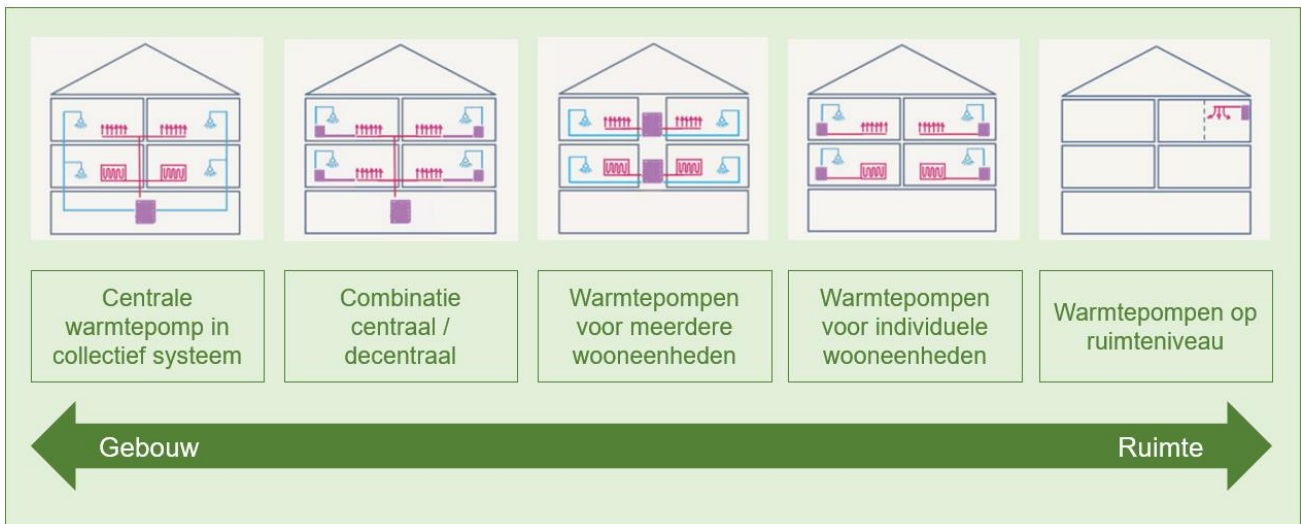 Centrale
warmtepomp in
collectief systeem
Combinatie
centraal /
decentraal
Warmtepompen
voor meerdere
wooneenheden
Warmtepompen
voor individuele
wooneenheden
Warmtepompen op
ruimteniveau
Gebouw
Ruimte